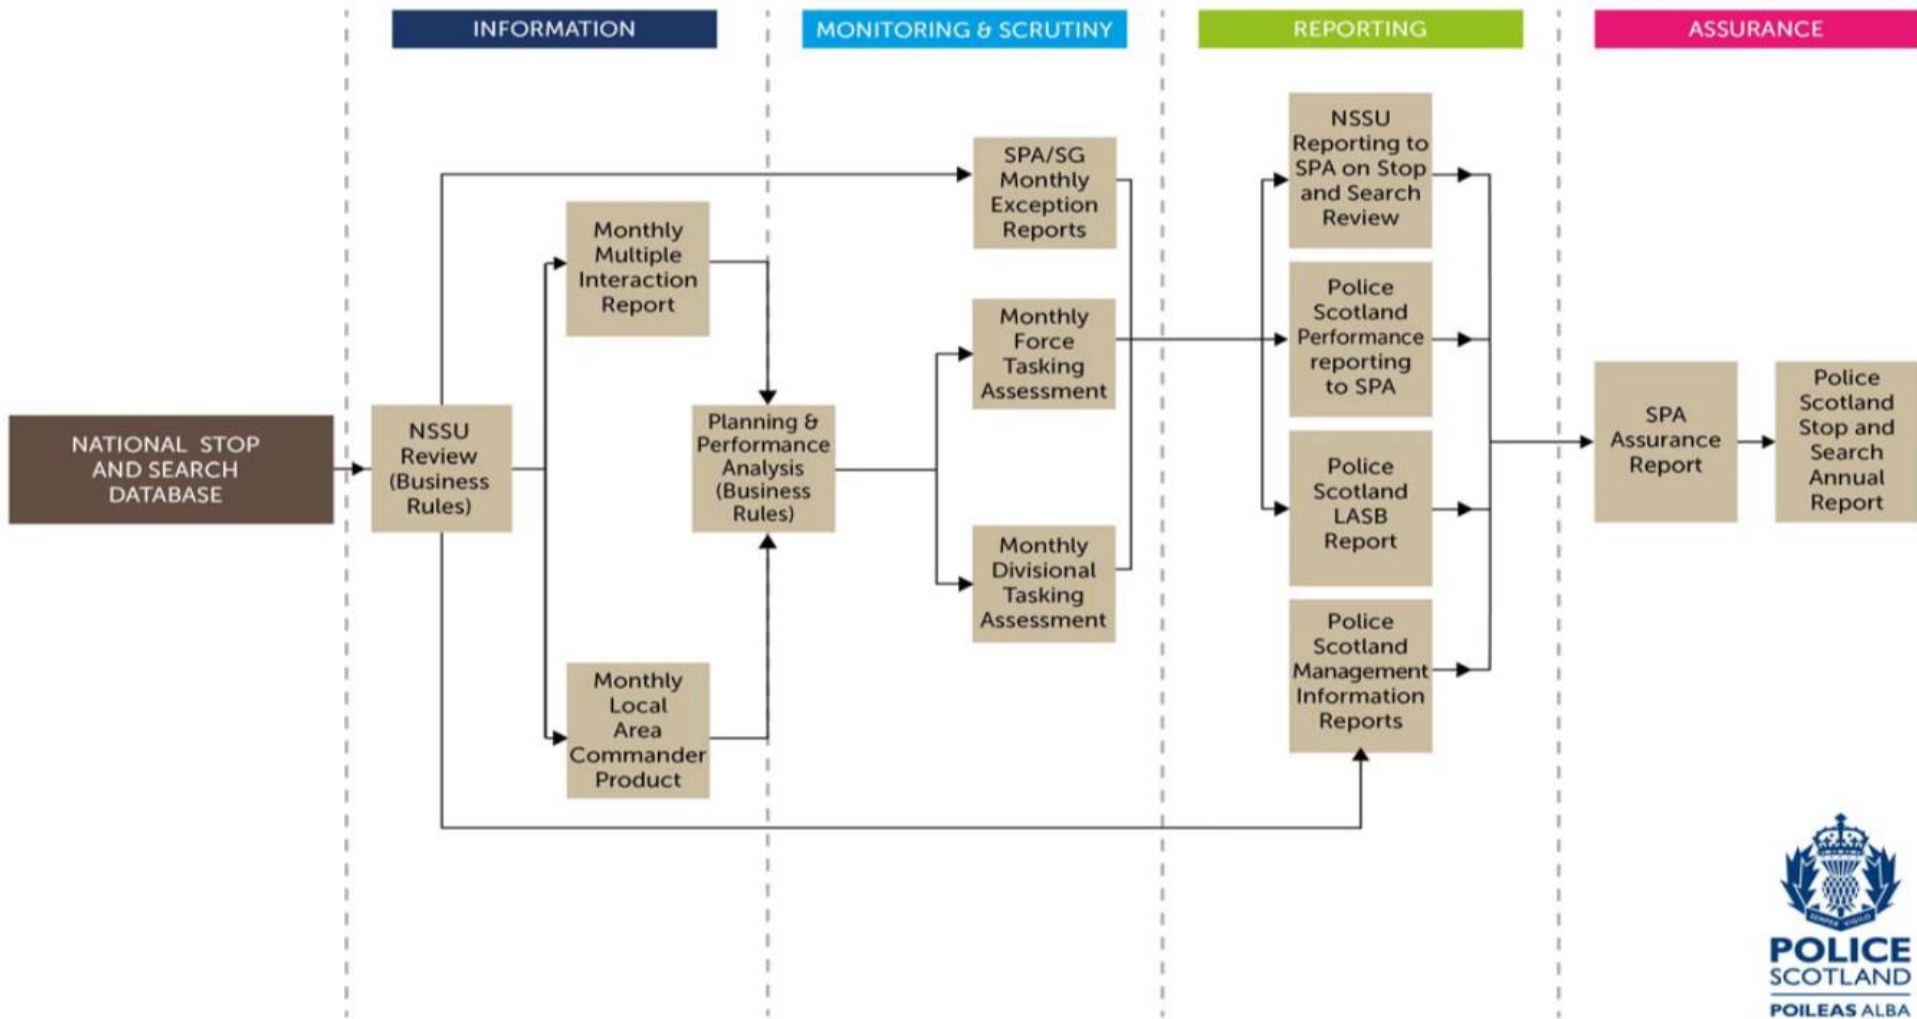 INFORMATION
MONITORING & SCRUTINY
REPORTING
ASSURANCE
NATIONAL STOP
AND SEARCH
DATABASE
NSSU
Review
(Business
Rules)
Monthly
Multiple
Interaction
Report
Monthly
Local
Area
Commander
Product
Planning &
Performance
Analysis
(Business
Rules)
SPA/SG
Monthly
Exception
Reports
Monthly
Force
Tasking
Assessment
Monthly
Divisional
Tasking
Assessment
NSSU
Reporting to
SPA on Stop
and Search
Review
Police
Scotland
Performance
reporting
to SPA
Police
Scotland
LASB
Report
Police
Scotland
Management
Information
Reports
SPA
Assurance
Report
Police
Scotland
Stop and
Search
Annual
Report
SEMPER VIGILO
POLICE
SCOTLAND
POILEAS ALBA